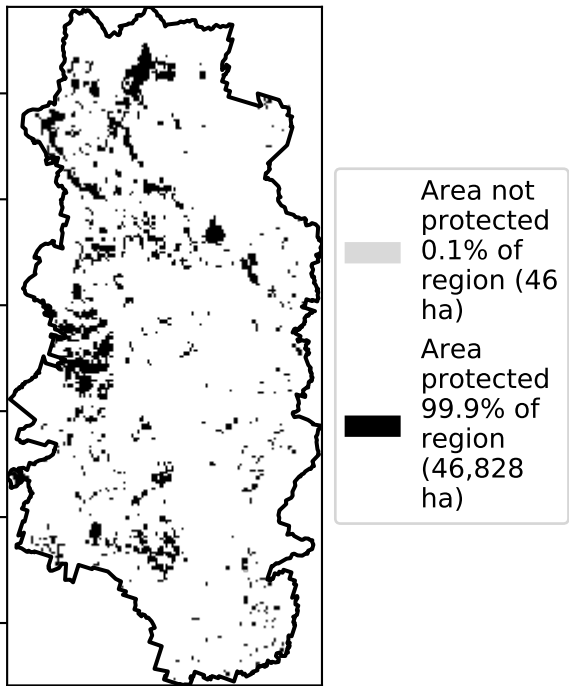 Area not
protected
0.1% of
region (46
ha)
Area
protected
99.9% of
region
(46,828
ha)